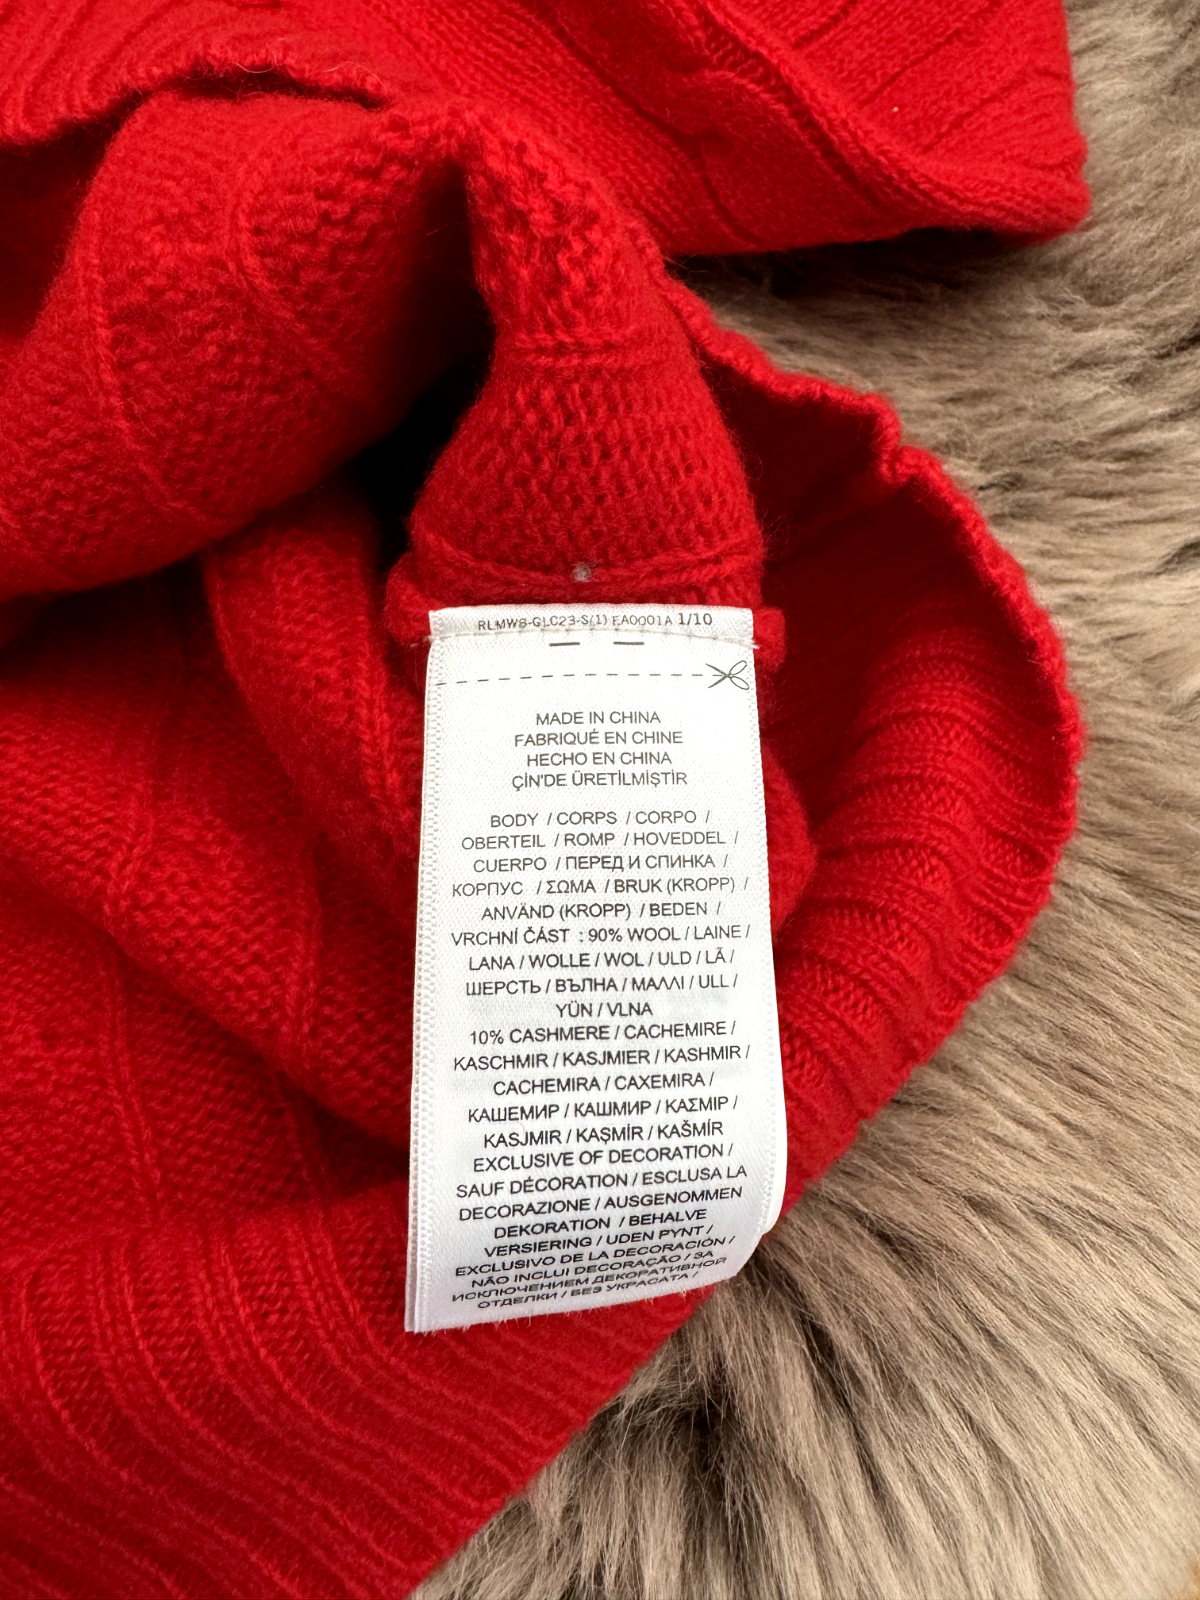 RLMW8-GLC23-S(1) FA0001A 1/10
MADE IN CHINA
FABRIQUÉ EN CHINE
HECHO EN CHINA
ÇİN'DE ÜRETİLMİŞTİR
BODY / CORPS / CORPO /
OBERTEIL / ROMP / HOVEDDEL /
CUERPO / ПЕРЕД И СПИНКА /
КОРПУС / ΣΩΜΑ / BRUK (KROPP) /
ANVÄND (KROPP) / BEDEN /
VRCHNÍ ČÁST : 90% WOOL / LAINE /
LANA / WOLLE / WOL / ULD / LÃ /
ШЕРСТЬ / ВЪЛНА / ΜΑΛΛΙ / ULL /
YÜN / VLNA
10% CASHMERE / CACHEMIRE /
KASCHMIR / KASJMIER / KASHMIR /
CACHEMIRA / CAXEMIRA /
КАШЕМИР / КАШМИР / ΚΑΣΜΙΡ /
KASJMIR / KAŞMİR / KAŠMÍR
EXCLUSIVE OF DECORATION /
SAUF DÉCORATION / ESCLUSA LA
DECORAZIONE / AUSGENOMMEN
DEKORATION / BEHALVE
VERSIERING / UDEN PYNT /
EXCLUSIVO DE LA DECORACIÓN /
NÃO INCLUI DECORAÇÃO / ЗА
ИСКЛЮЧЕНИЕМ ДЕКОРАТИВНОЙ
ОТДЕЛКИ / БЕЗ УКРАСАТА /